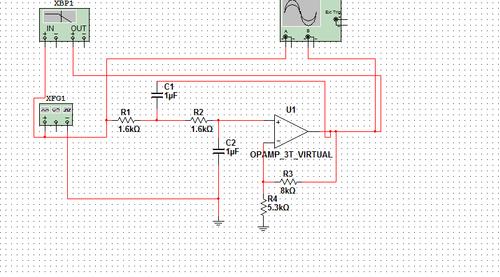 XBP1
IN OUT
Ext Trig
A B
XFG1
C1
1µF
R1
1.6kΩ
R2
1.6kΩ
U1
C2
1µF
OPAMP_3T_VIRTUAL
R3
8kΩ
R4
5.3kΩ